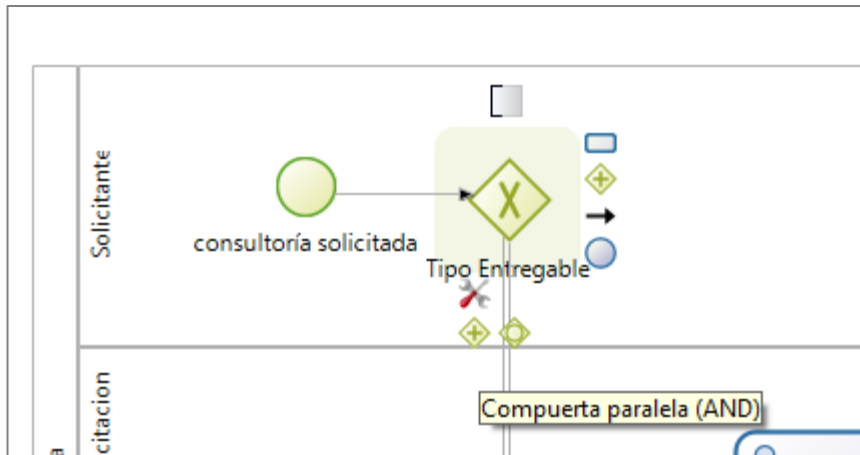 Solicitante
consultoría solicitada
Tipo Entregable
citacion
Compuerta paralela (AND)
a